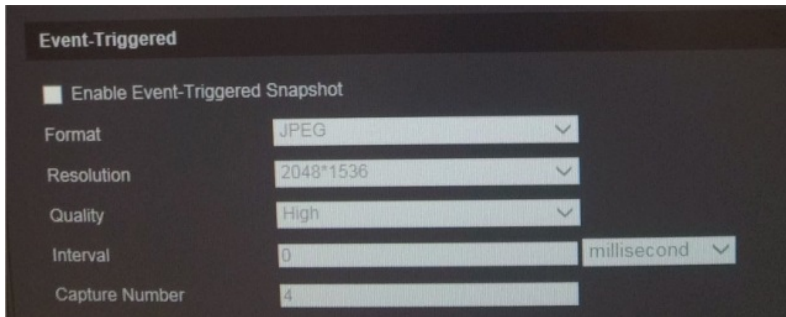 Event-Triggered
Enable Event-Triggered Snapshot
Format JPEG
Resolution 2048*1536
Quality High
Interval 0 millisecond
Capture Number 4